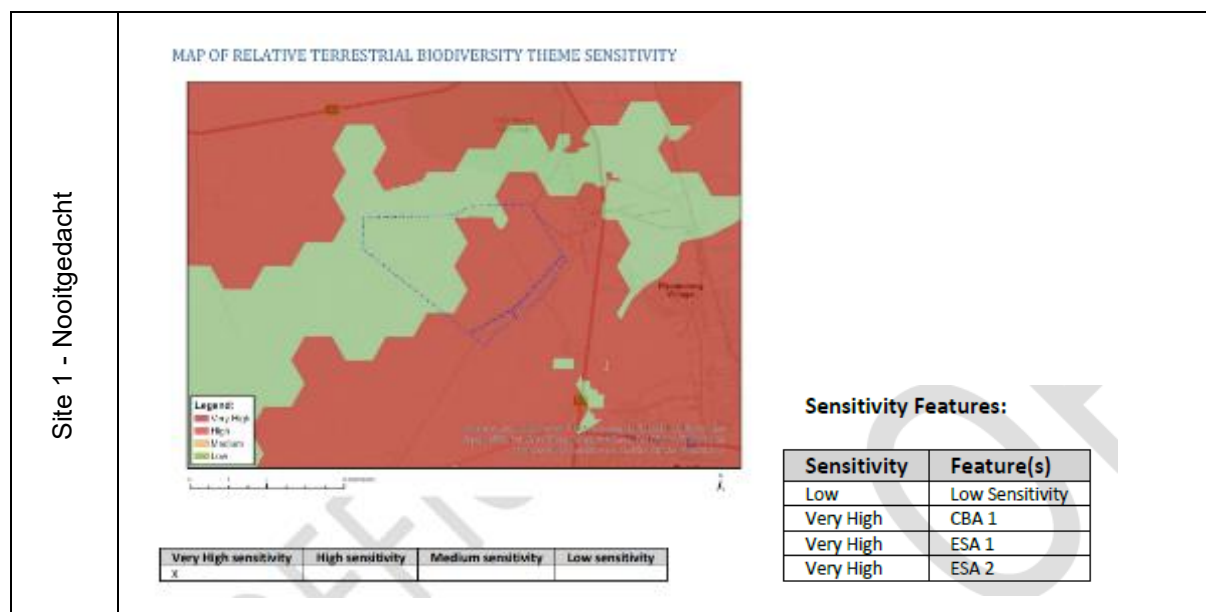 Site 1 - Nooitgedacht
MAP OF RELATIVE TERRESTRIAL BIODIVERSITY THEME SENSITIVITY
Village
Legend:
Very High
High
Medium
Low
Very High sensitivity High sensitivity Medium sensitivity Low sensitivity
X
Sensitivity Features:
Sensitivity Feature(s)
Low Low Sensitivity
Very High CBA 1
Very High ESA 1
Very High ESA 2